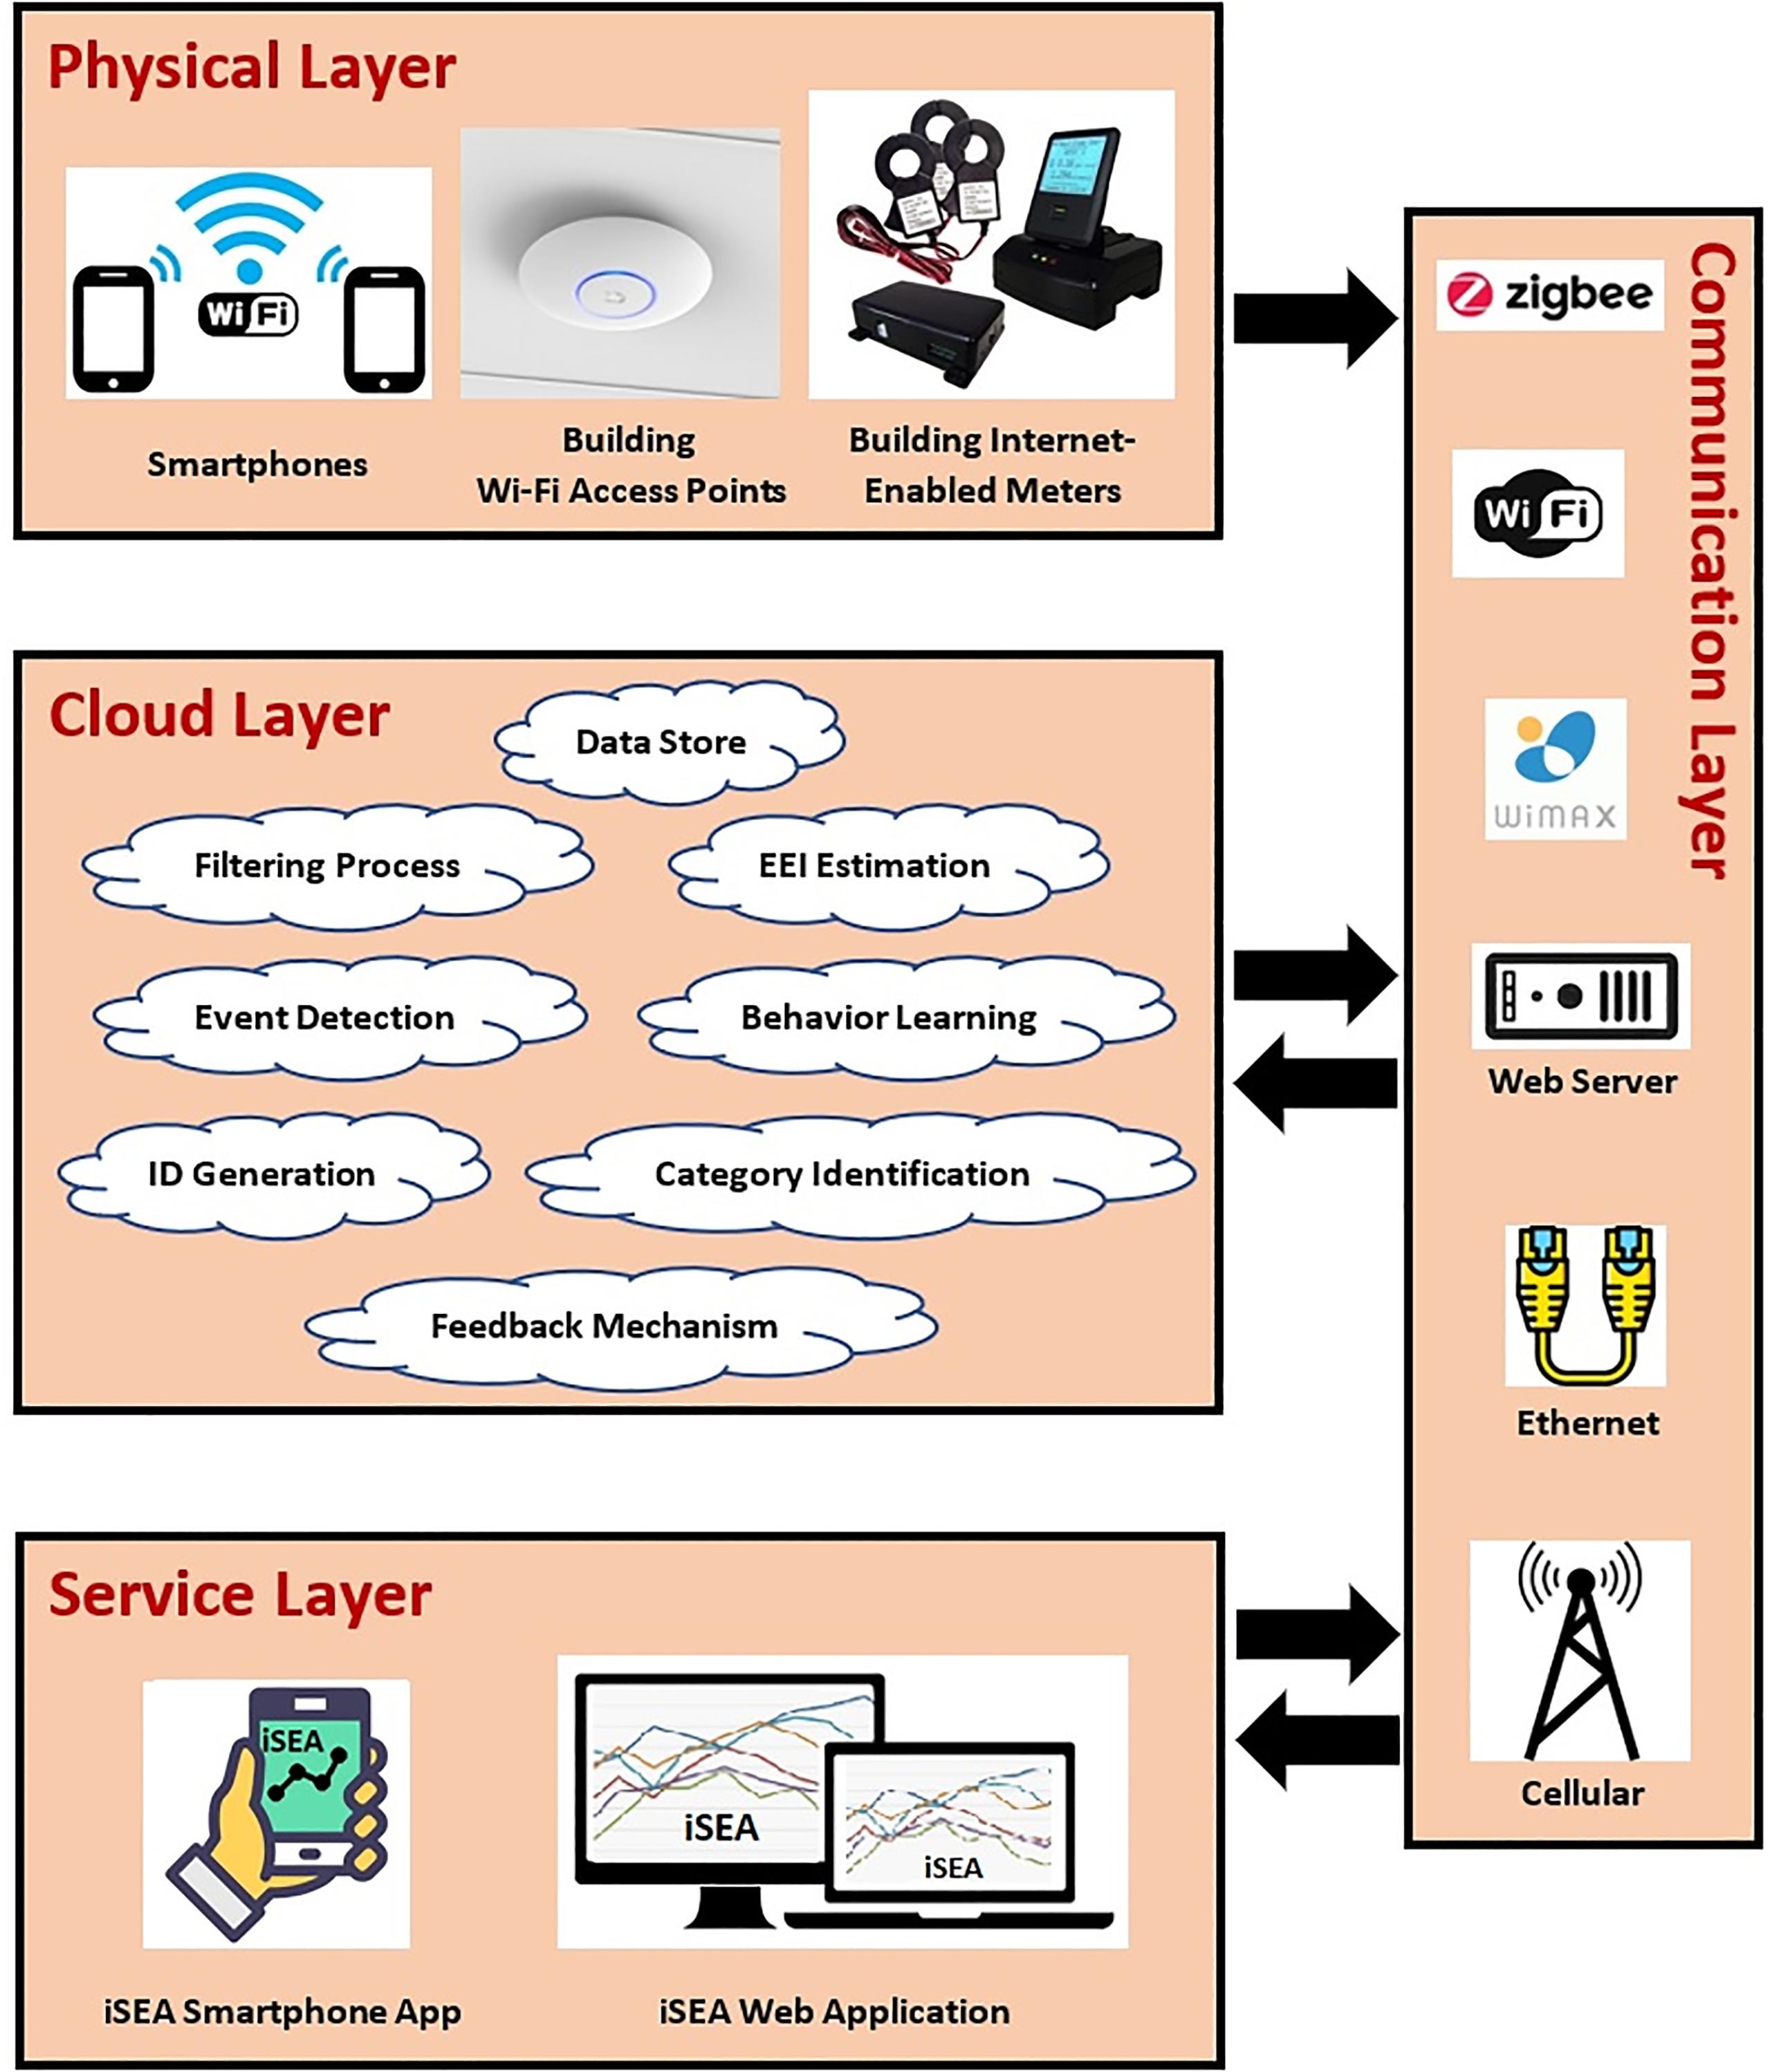 Physical Layer
Wi Fi
Smartphones
Building
Wi-Fi Access Points
Building Internet-
Enabled Meters
Communication Layer
zigbee
Wi Fi
WiMAX
Web Server
Ethernet
Cellular
Cloud Layer
Data Store
Filtering Process
EEI Estimation
Event Detection
Behavior Learning
ID Generation
Category Identification
Feedback Mechanism
Service Layer
iSEA
iSEA
iSEA
iSEA Smartphone App
iSEA Web Application